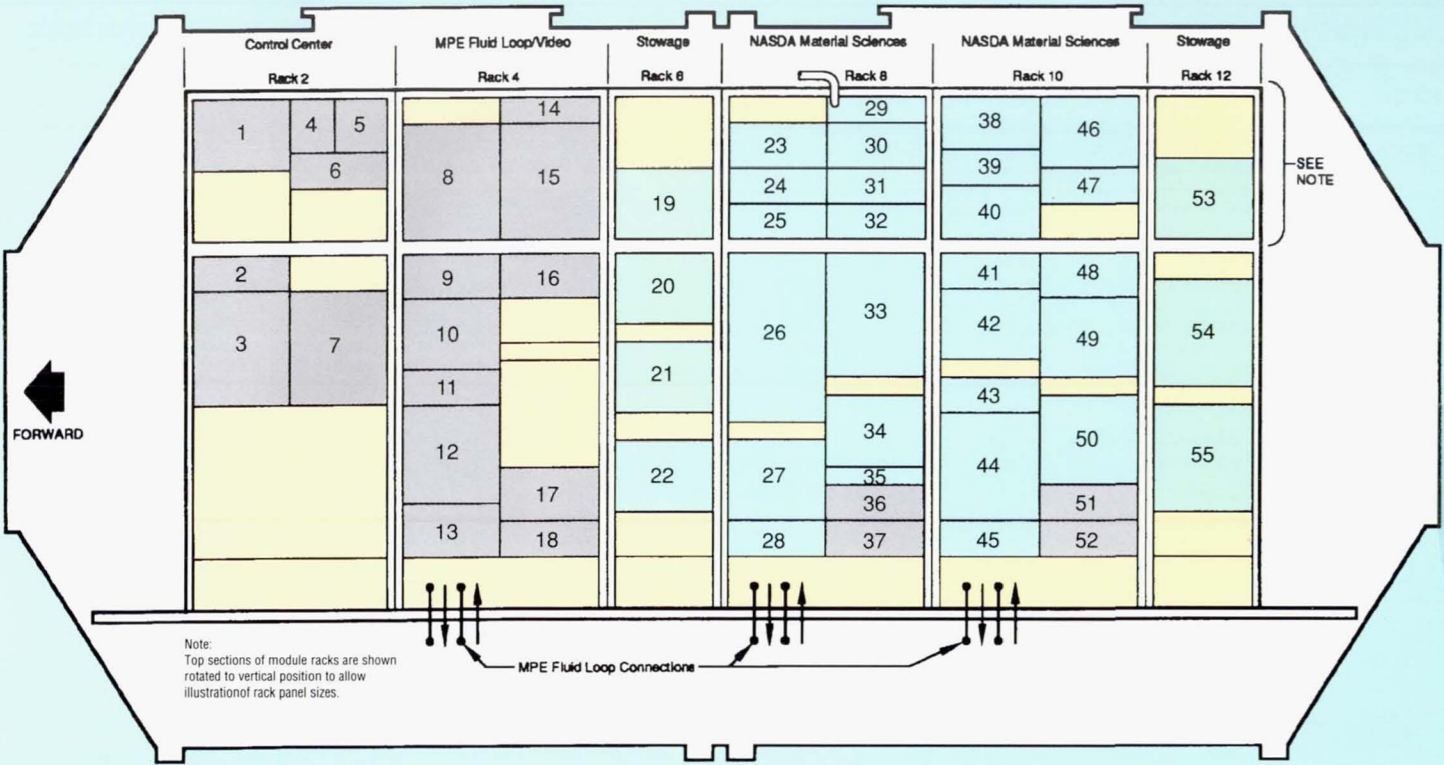 Control Center
MPE Fluid Loop/Video
Stowage
NASDA Material Sciences
NASDA Material Sciences
Stowage
Rack 2
Rack 4
Rack 6
Rack 8
Rack 10
Rack 12
1
4
5
6
2
3
7
14
8
15
9
16
10
11
12
17
13
18
19
20
21
22
29
23
30
24
31
25
32
26
33
34
27
35
36
28
37
38
46
39
47
40
41
48
42
49
43
50
44
51
45
52
53
54
55
SEE
NOTE
FORWARD
Note:
Top sections of module racks are shown
rotated to vertical position to allow
illustrationof rack panel sizes.
MPE Fluid Loop Connections